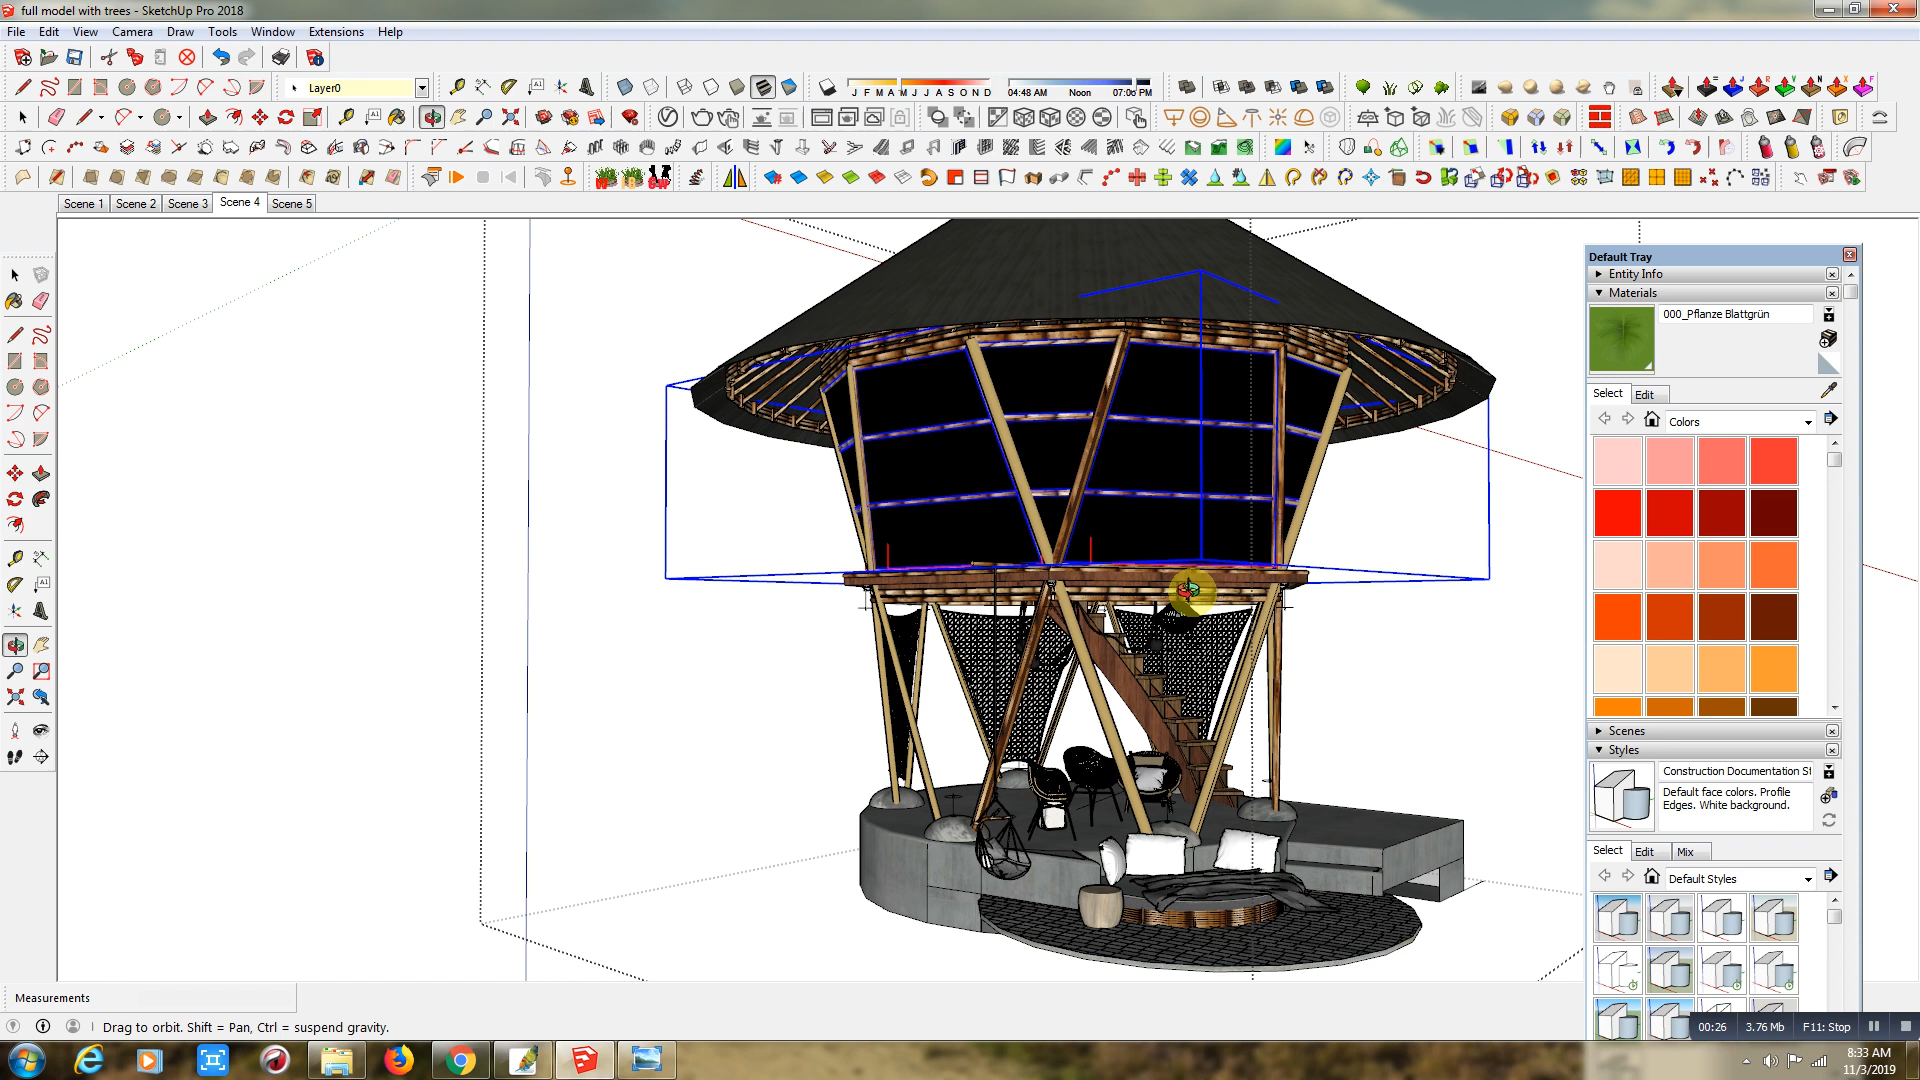 full model with trees - SketchUp Pro 2018
File Edit View Camera Draw Tools Window Extensions Help
Layer0
J F M A M J J A S O N D
04:48 AM Noon 07:06 PM
Scene 1 Scene 2 Scene 3 Scene 4 Scene 5
Default Tray
Entity Info
Materials
000_Pflanze Blattgrün
Select Edit
Colors
Scenes
Styles
Construction Documentation St
Default face colors. Profile
Edges. White background.
Select Edit Mix
Default Styles
Measurements
Drag to orbit. Shift = Pan, Ctrl = suspend gravity.
00:26 3.76 Mb F11: Stop
8:33 AM
11/3/2019